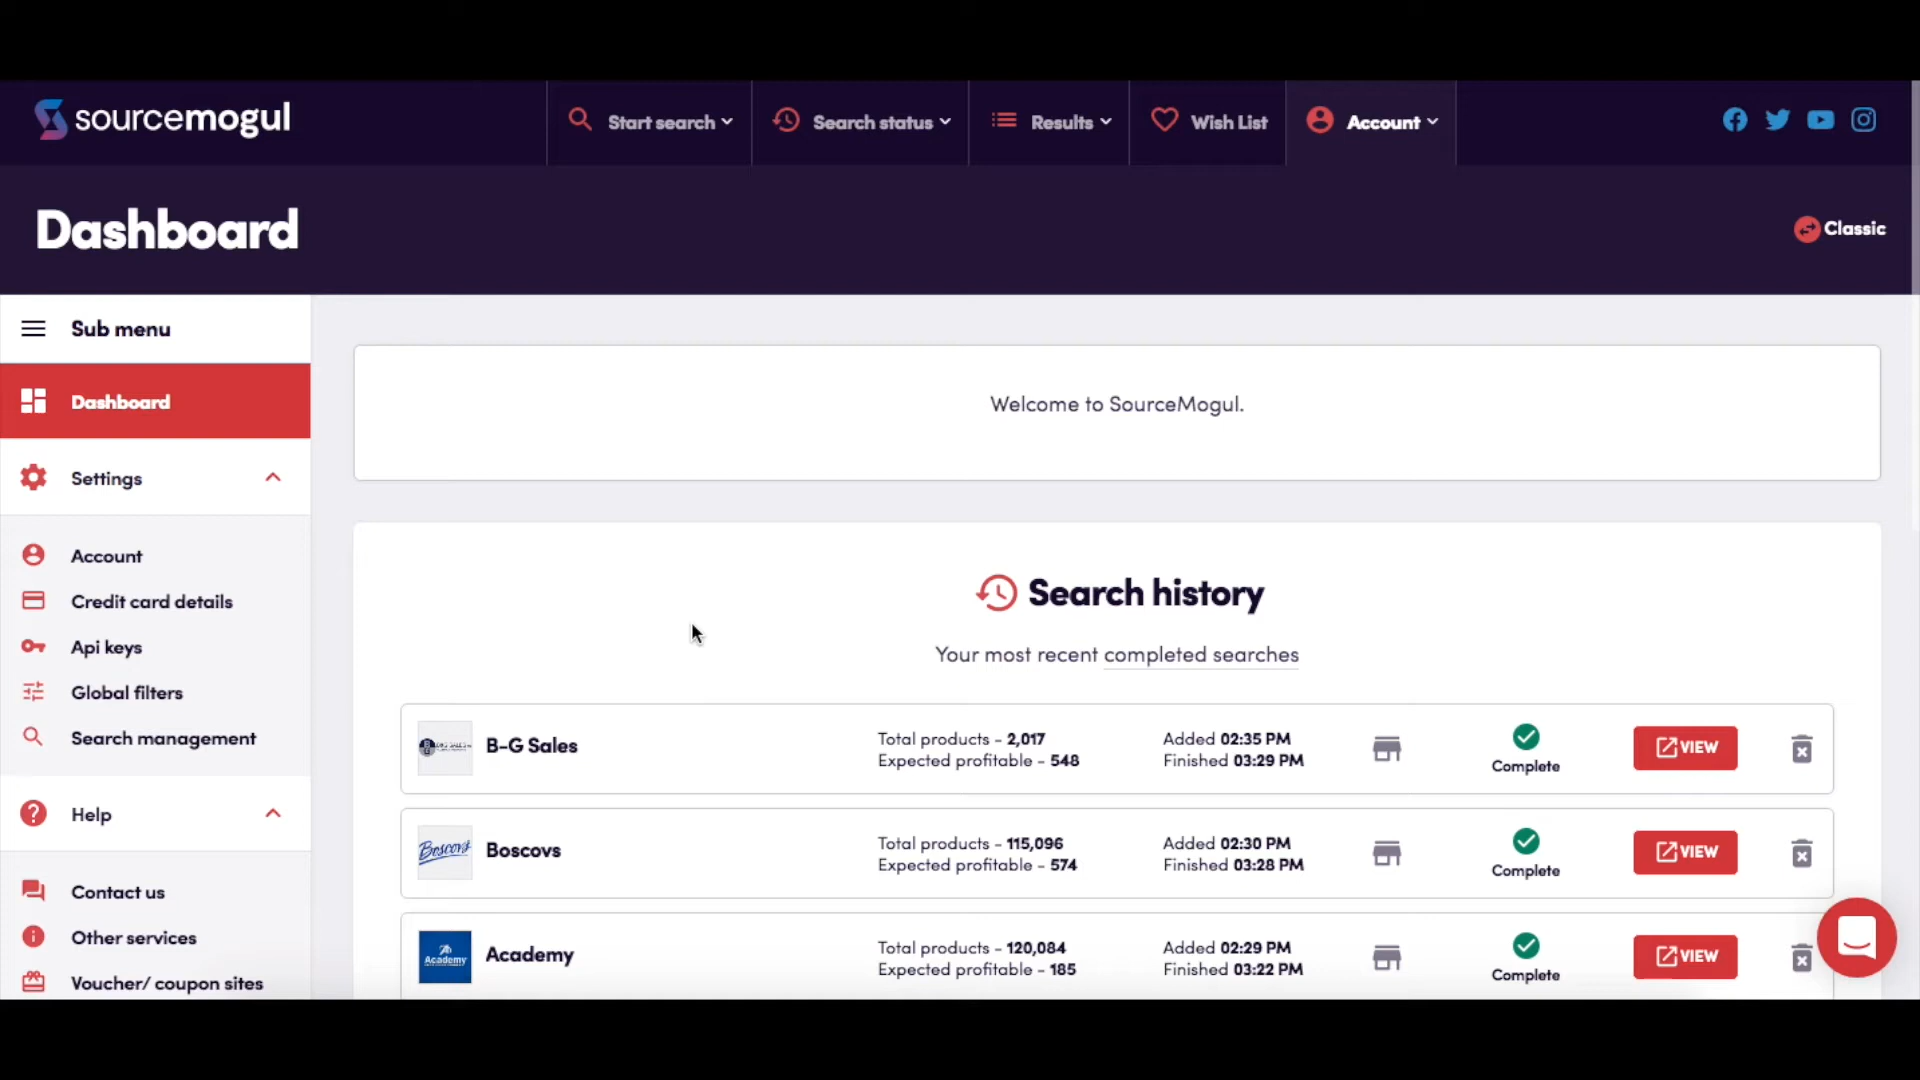 sourcemogul
Start search
Search status
Results
Wish List
Account
Dashboard
Classic
Sub menu
Dashboard
Settings
Account
Credit card details
Api keys
Global filters
Search management
Help
Contact us
Other services
Voucher/ coupon sites
Welcome to SourceMogul.
Search history
Your most recent completed searches
B-G Sales
Total products - 2,017
Expected profitable - 548
Added 02:35 PM
Finished 03:29 PM
Complete
VIEW
Boscov's
Boscovs
Total products - 115,096
Expected profitable - 574
Added 02:30 PM
Finished 03:28 PM
Complete
VIEW
Academy
Academy
Total products - 120,084
Expected profitable - 185
Added 02:29 PM
Finished 03:22 PM
Complete
VIEW